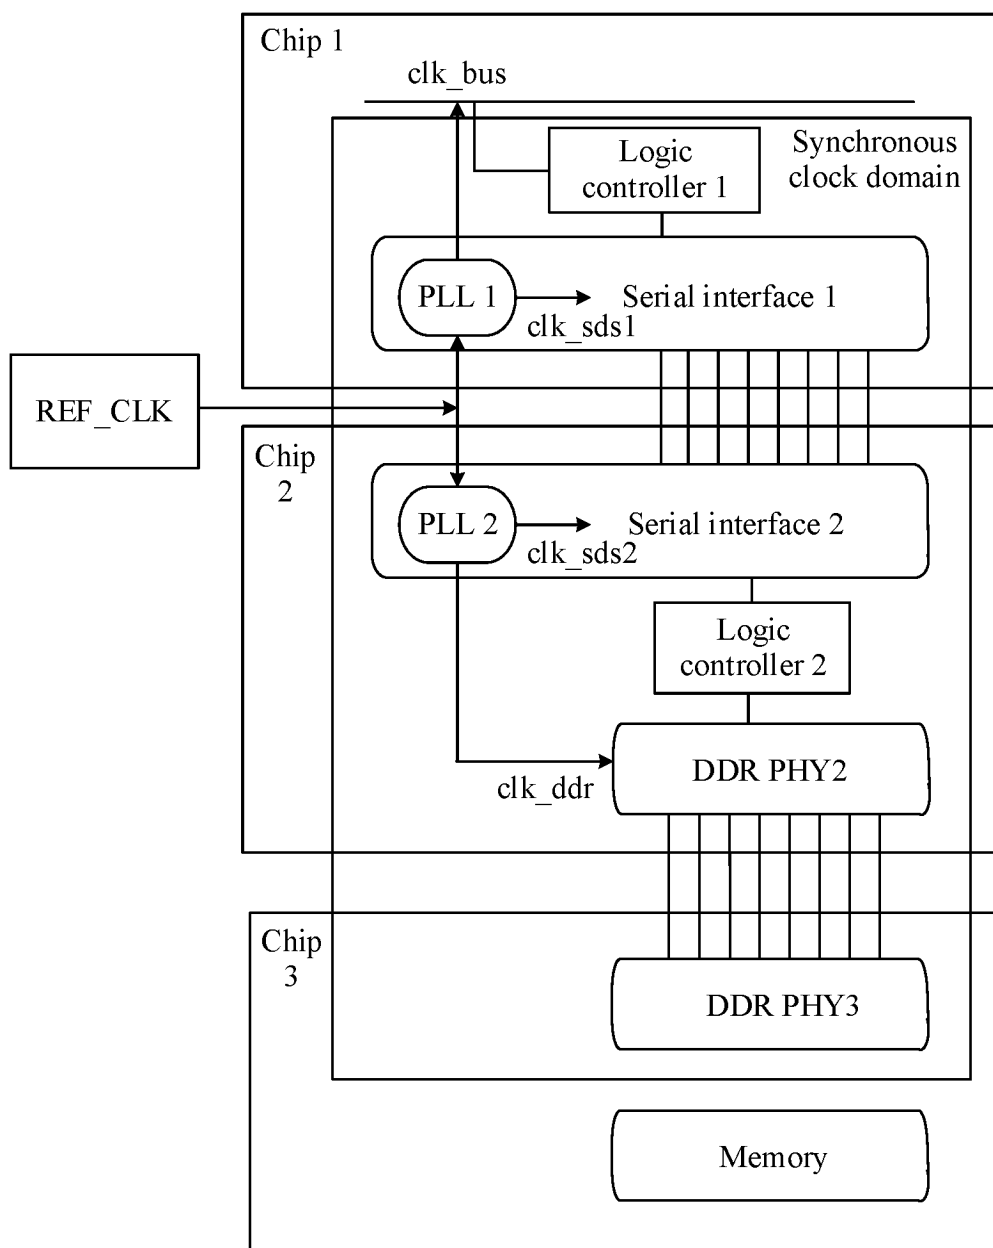 Chip 1
clk_bus
Logic
controller 1
Synchronous
clock domain
PLL 1
Serial interface 1
clk_sds1
REF_CLK
Chip
2
PLL 2
Serial interface 2
clk_sds2
Logic
controller 2
DDR PHY2
clk_ddr
Chip
3
DDR PHY3
Memory